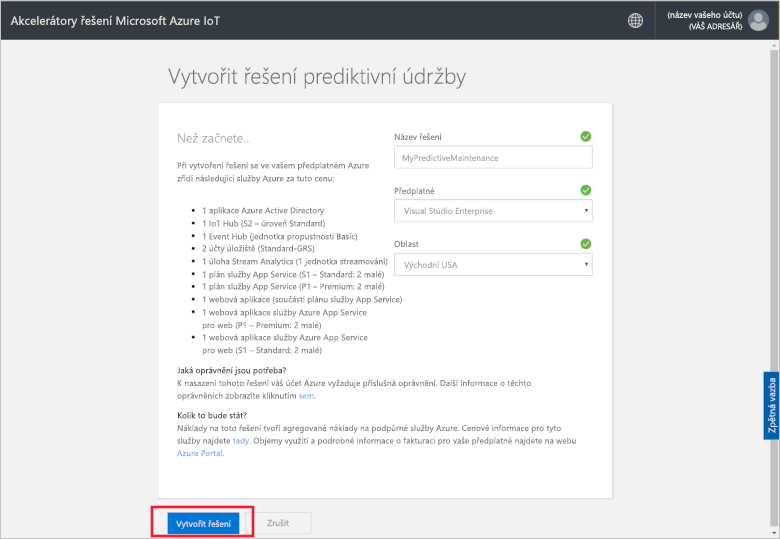 Akcelerátory řešení Microsoft Azure IoT
(název vašeho účtu)
(VÁŠ ADRESÁŘ)
Vytvořit řešení prediktivní údržby
Než začnete...
Při vytvoření řešení se ve vašem předplatném Azure
zřídí následující služby Azure za tuto cenu:
1 aplikace Azure Active Directory
1 IoT Hub (S2 – úroveň Standard)
1 Event Hub (jednotka propustnosti Basic)
2 účty úložiště (Standard-GRS)
1 úloha Stream Analytics (1 jednotka streamování)
1 plán služby App Service (S1 – Standard: 2 malé)
1 plán služby App Service (P1 – Premium: 2 malé)
1 webová aplikace (součástí plánu služby App Service)
1 webová aplikace služby Azure App Service
pro web (P1 – Premium: 2 malé)
1 webová aplikace služby Azure App Service
pro web (S1 – Standard: 2 malé)
Název řešení
MyPredictiveMaintenance
Předplatné
Visual Studio Enterprise
Oblast
Východní USA
Jaká oprávnění jsou potřeba?
K nasazení tohoto řešení váš účet Azure vyžaduje příslušná oprávnění. Další informace o těchto
oprávněních zobrazíte kliknutím sem.
Kolik to bude stát?
Náklady na toto řešení tvoří agregované náklady na podpůrné služby Azure. Cenové informace pro tyto
služby najdete tady. Objemy využití a podrobné informace o fakturaci pro vaše předplatné najdete na webu
Azure Portal.
Zpětná vazba
Vytvořit řešení
Zrušit